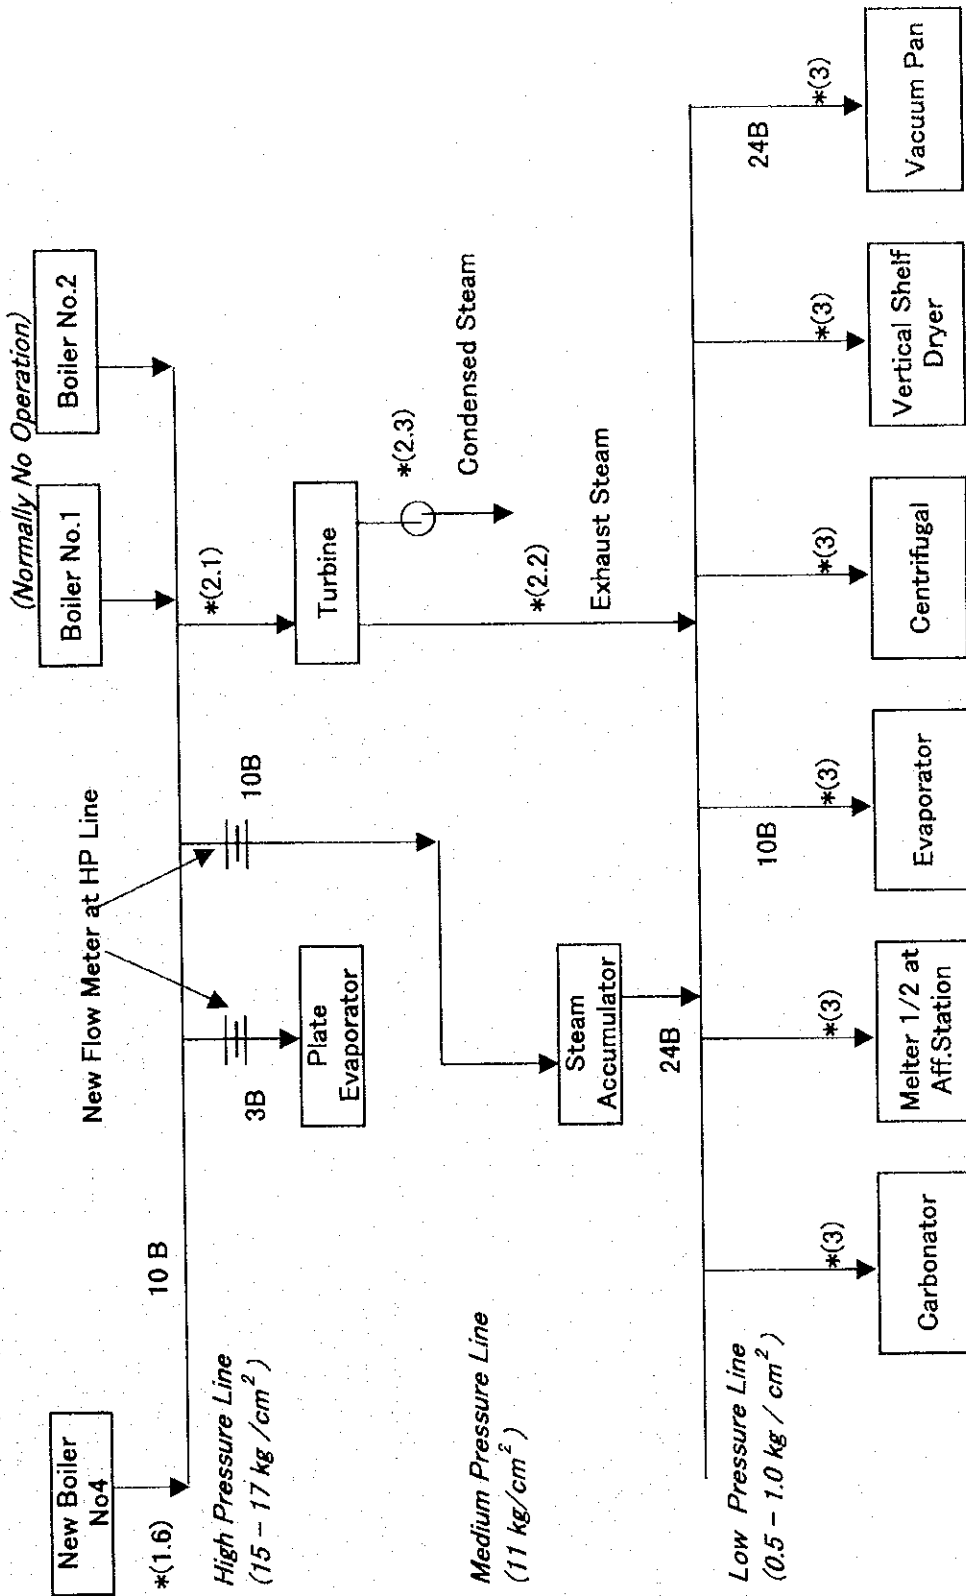 (Normally No Operation)
New Boiler
No4
Boiler No.1
Boiler No.2
*(1.6)
New Flow Meter at HP Line
10 B
High Pressure Line
(15 – 17 kg /cm²)
3B
10B
*(2.1)
Plate
Evaporator
Turbine
*(2.3)
Condensed Steam
Medium Pressure Line
(11 kg/cm²)
*(2.2)
Exhaust Steam
Steam
Accumulator
24B
Low Pressure Line
(0.5 – 1.0 kg / cm²)
10B
24B
*(3)
*(3)
*(3)
*(3)
*(3)
*(3)
Carbonator
Melter 1/2 at
Aff.Station
Evaporator
Centrifugal
Vertical Shelf
Dryer
Vacuum Pan